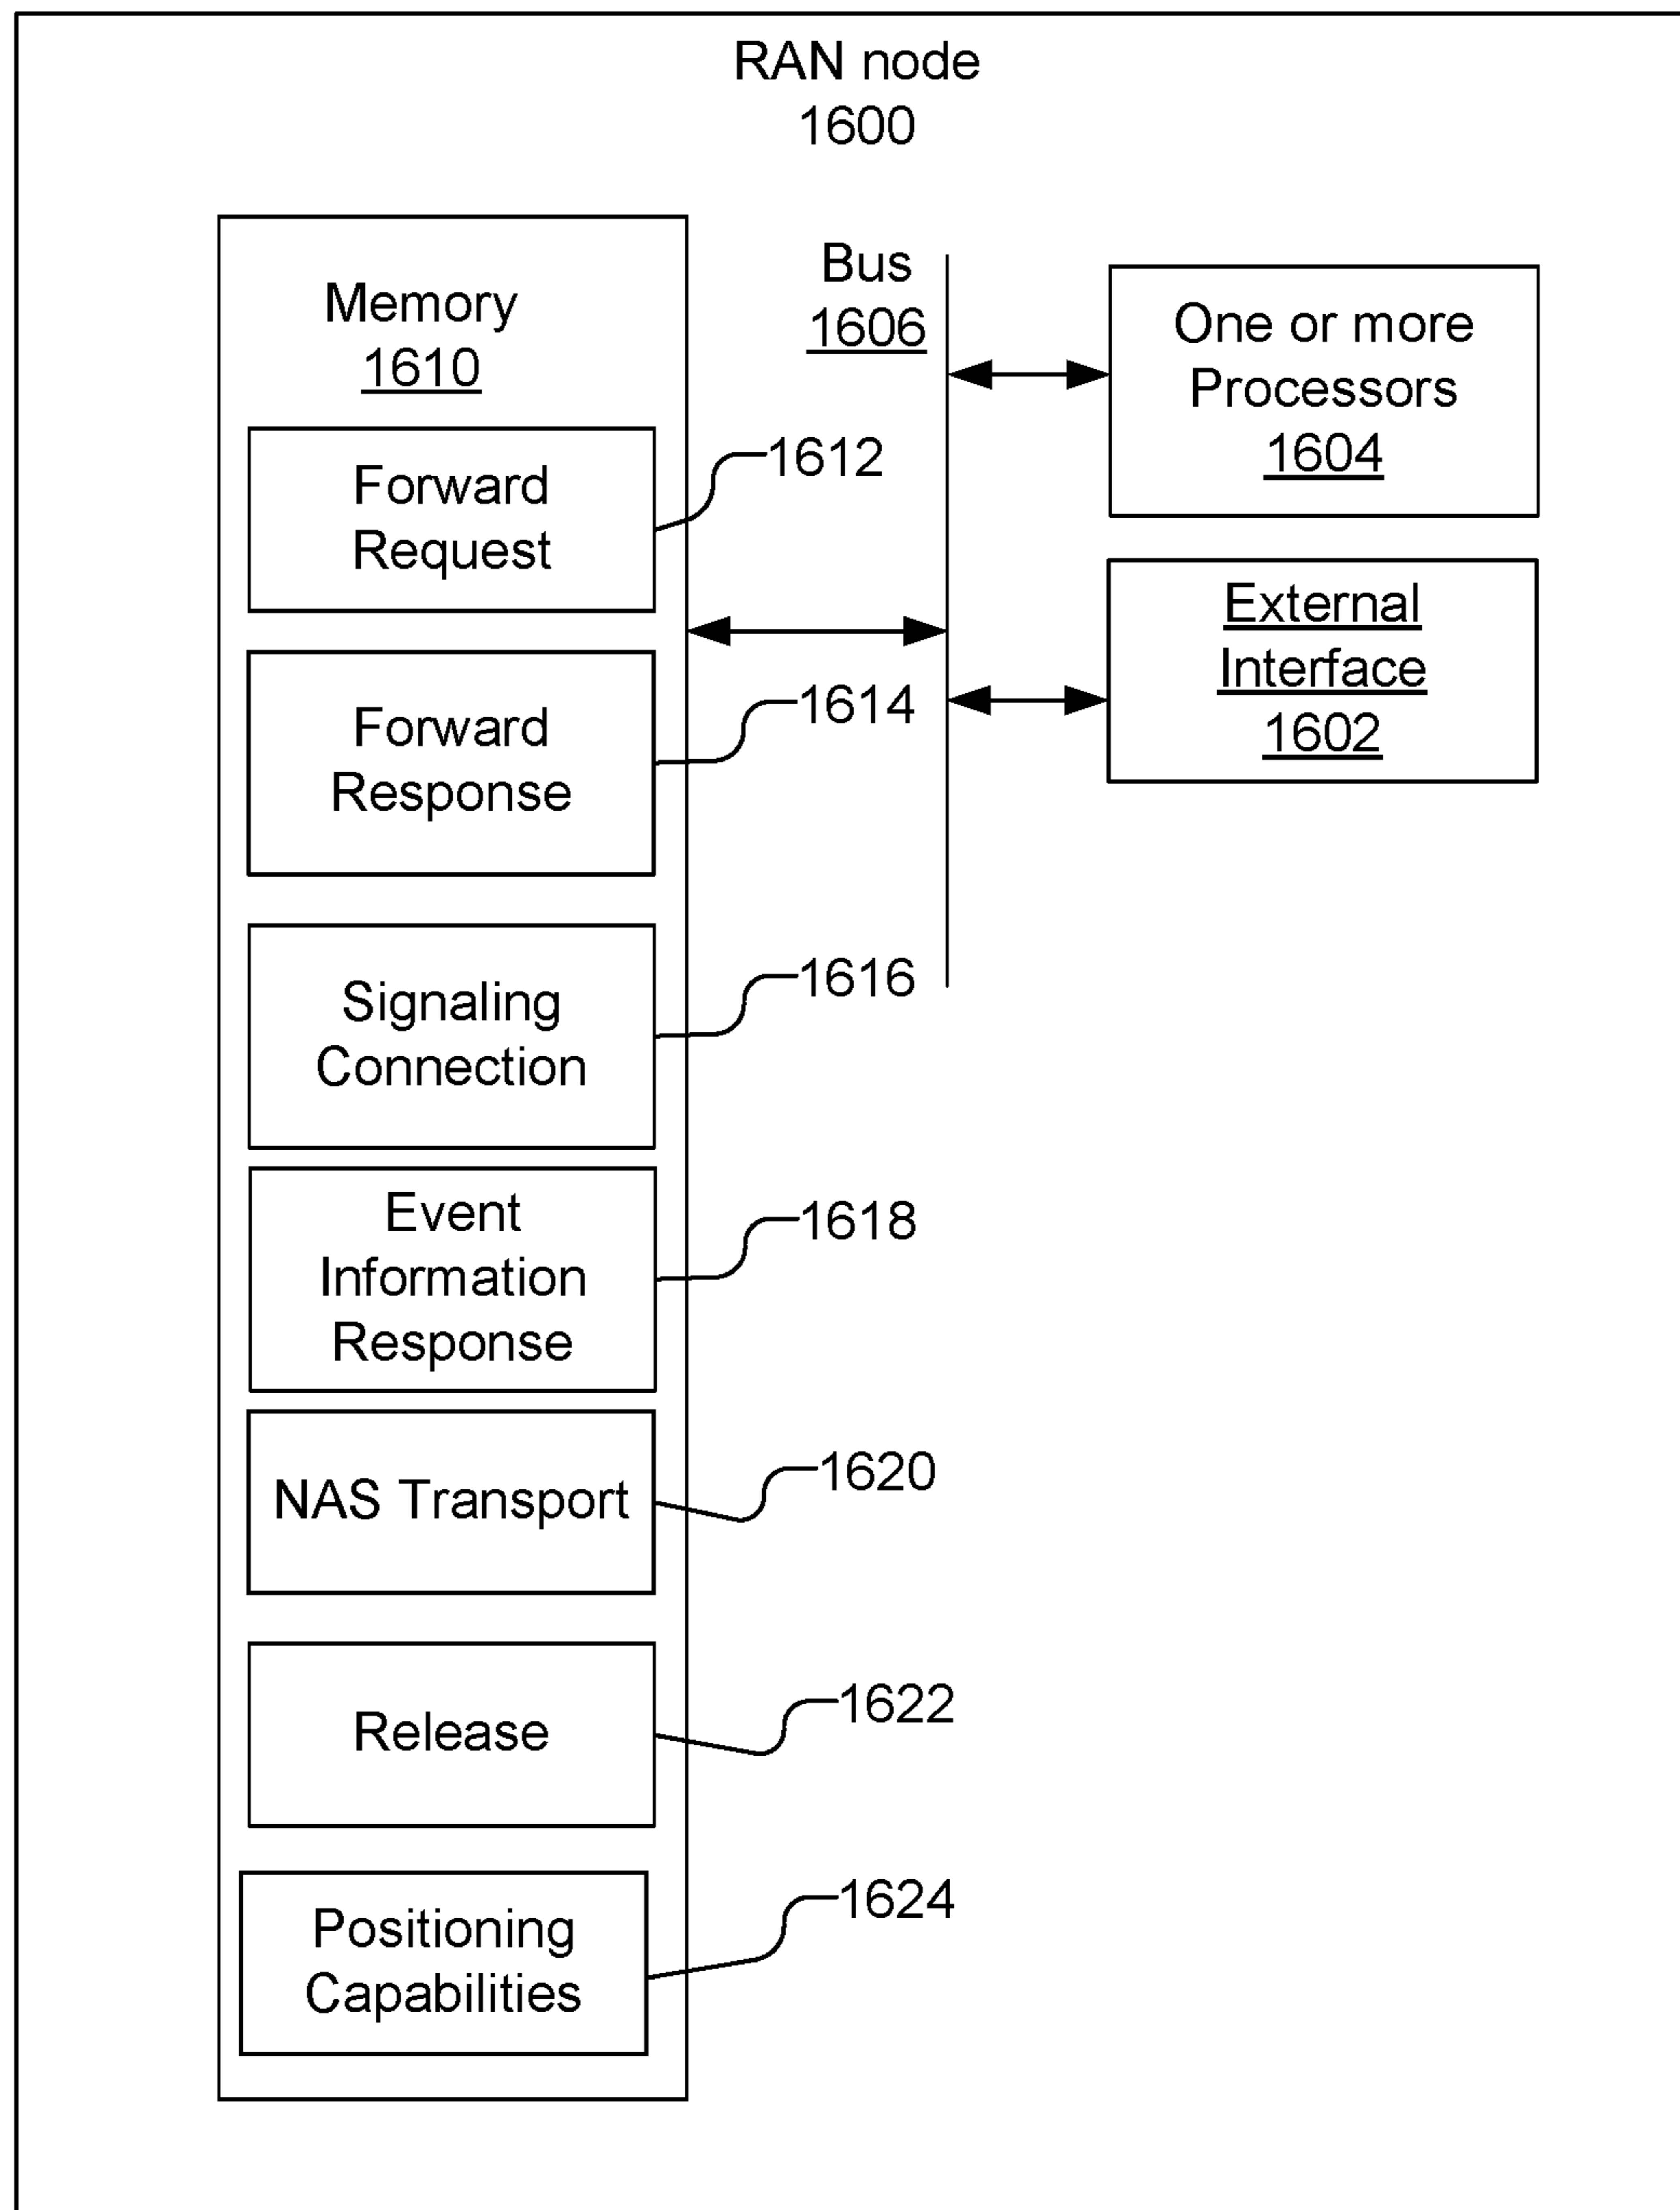 RAN node
1600
Memory
1610
Bus
1606
One or more
Processors
1604
External
Interface
1602
Forward
Request
1612
Forward
Response
1614
Signaling
Connection
1616
Event
Information
Response
1618
NAS Transport
1620
Release
1622
Positioning
Capabilities
1624